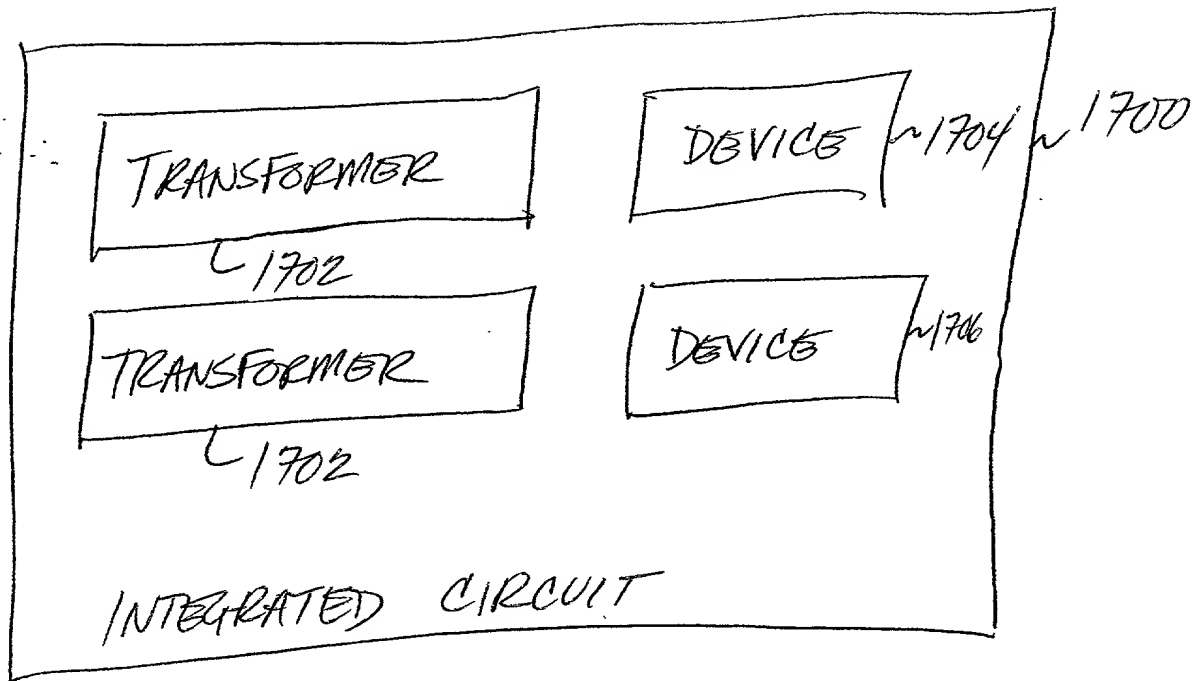 TRANSFORMER
1702
DEVICE
1704
1700
TRANSFORMER
1702
DEVICE
1706
INTEGRATED CIRCUIT